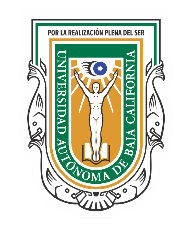 POR LA REALIZACIÓN PLENA DEL SER
UNIVERSIDAD AUTÓNOMA DE BAJA CALIFORNIA